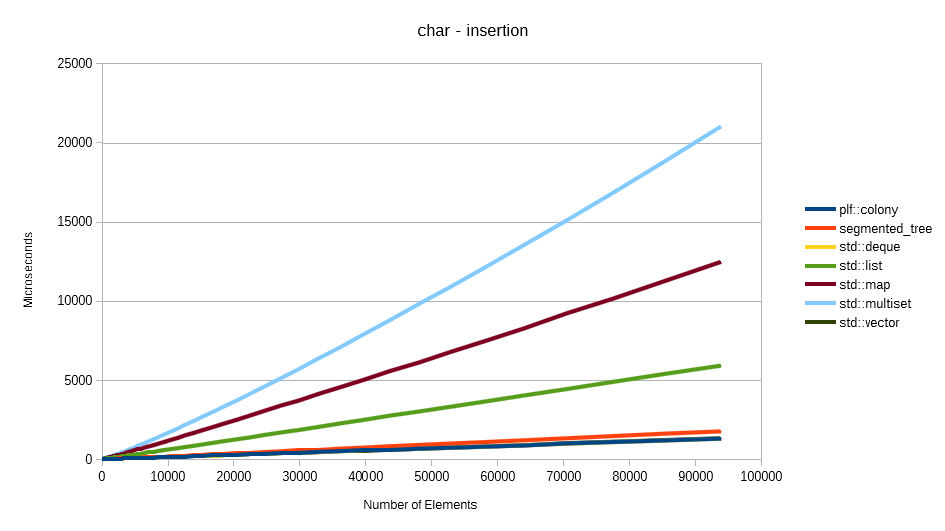 char - insertion
25000
20000
15000
10000
5000
0
Microseconds
0 10000 20000 30000 40000 50000 60000 70000 80000 90000 100000
Number of Elements
plf::colony
segmented_tree
std::deque
std::list
std::map
std::multiset
std::vector